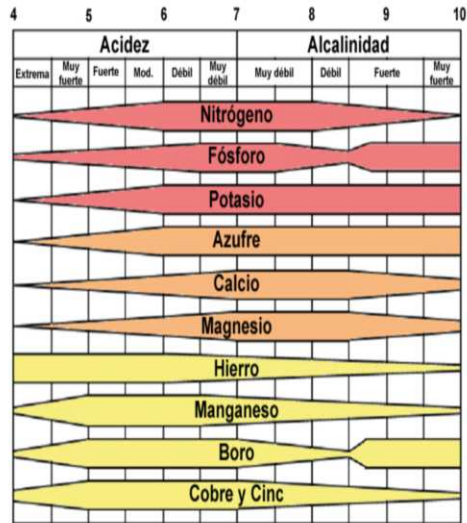 4 5 6 7 8 9 10
Acidez Alcalinidad
Extrema Muy fuerte Fuerte Mod. Débil Muy débil Muy débil Débil Fuerte Muy fuerte
Nitrógeno
Fósforo
Potasio
Azufre
Calcio
Magnesio
Hierro
Manganeso
Boro
Cobre y Cinc